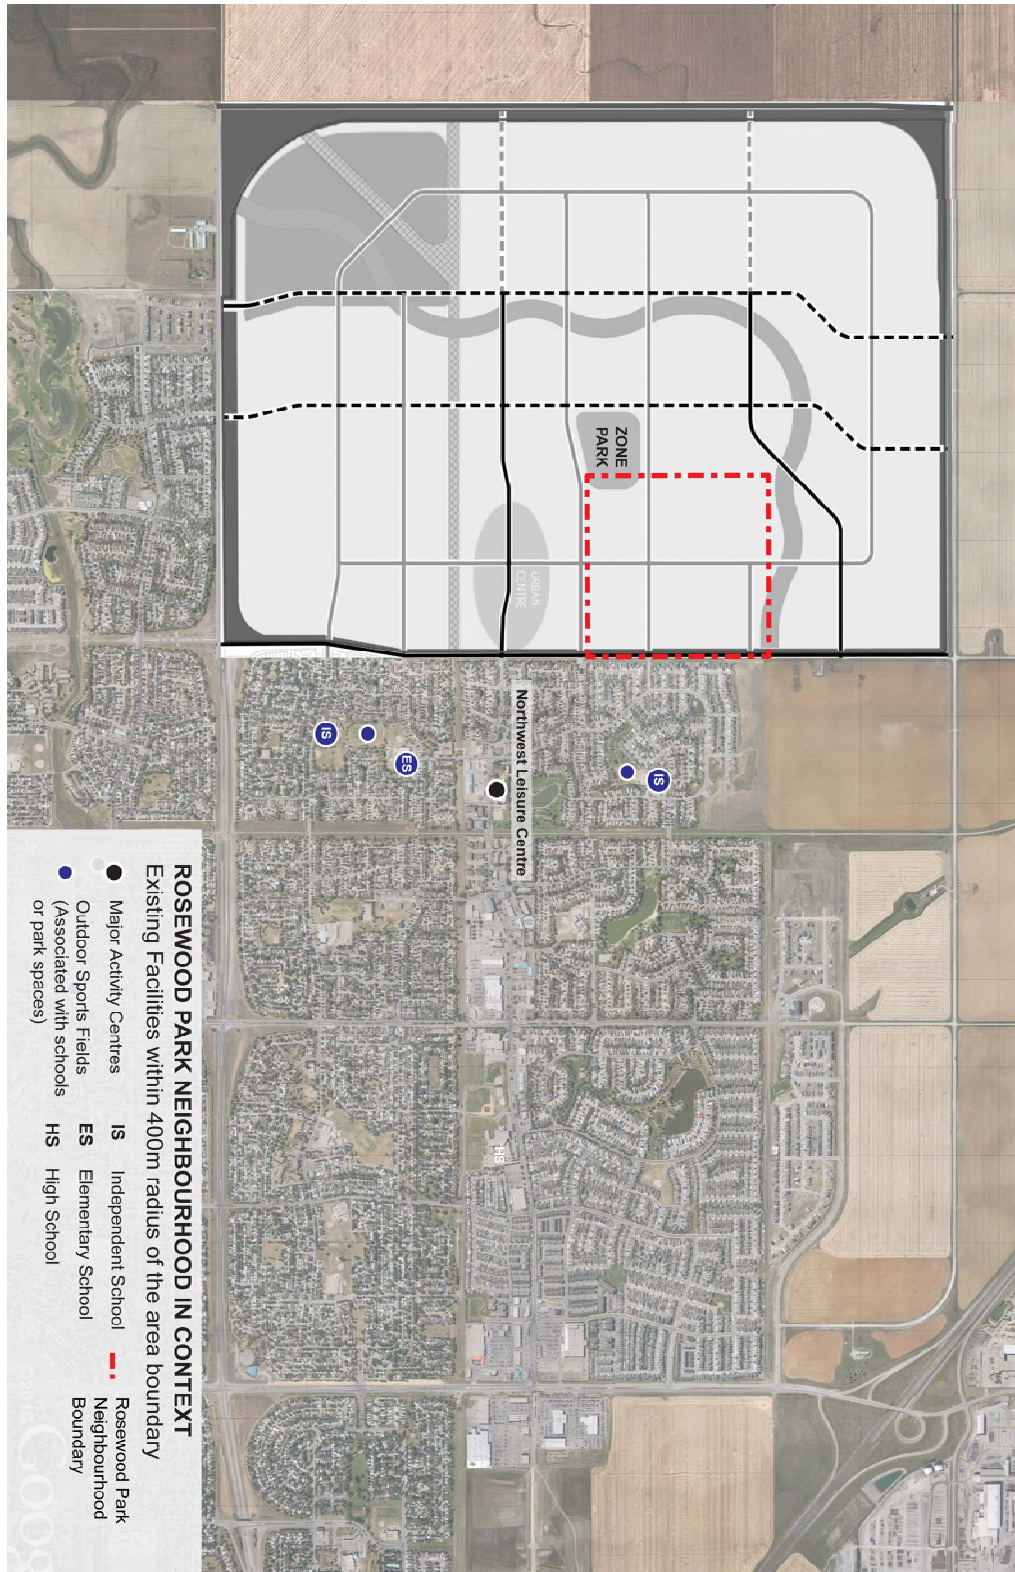 ZONE
PARK
URBAN
CENTRE
Northwest Leisure Centre
IS
ES
IS
HS
ROSEWOOD PARK NEIGHBOURHOOD IN CONTEXT
Existing Facilities within 400m radius of the area boundary
Major Activity Centres
Outdoor Sports Fields
(Associated with schools
or park spaces)
IS Independent School
ES Elementary School
HS High School
Rosewood Park
Neighbourhood
Boundary
Goog